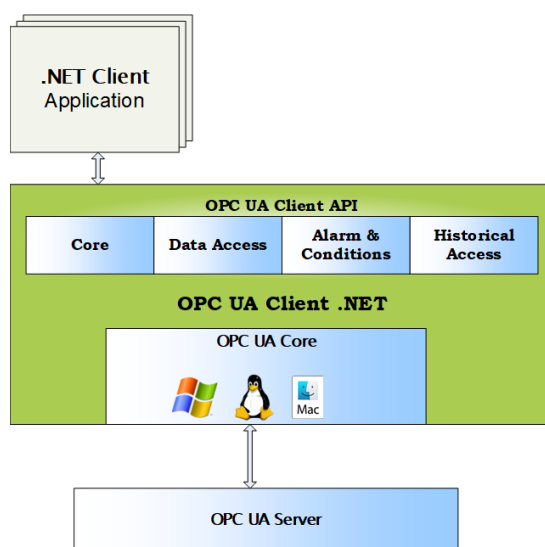 .NET Client
Application
OPC UA Client API
Core
Data Access
Alarm &
Conditions
Historical
Access
OPC UA Client .NET
OPC UA Core
Mac
OPC UA Server